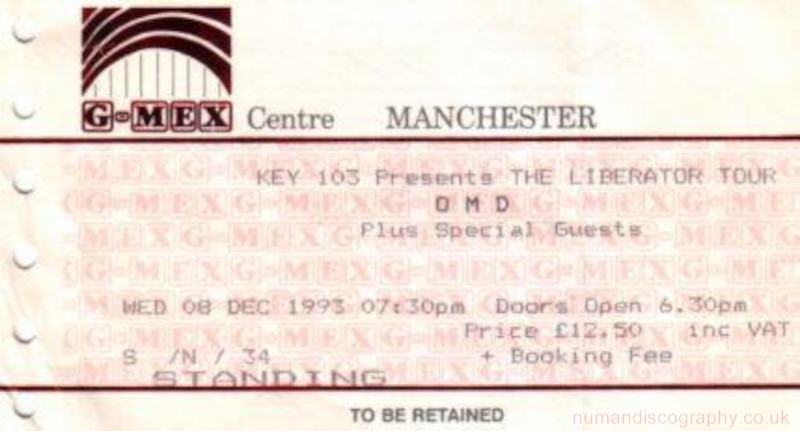 G-MEX Centre MANCHESTER
KEY 103 Presents THE LIBERATOR TOUR
O M D
Plus Special Guests
WED 08 DEC 1993 07:30pm Doors Open 6.30pm
Price £12.50 inc VAT
S /N / 34 + Booking Fee
STANDING
TO BE RETAINED
numandiscography.co.uk